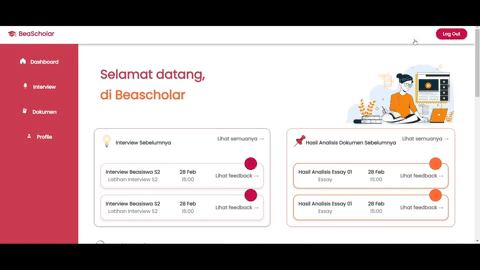 BeaScholar
Log Out
Dashboard
Interview
Dokumen
Profile
Selamat datang,
di Beascholar
Interview Sebelumnya
Lihat semuanya →
Interview Beasiswa S2
28 Feb
Latihan Interview S2
15:00
Lihat feedback →
Interview Beasiswa S2
28 Feb
Latihan Interview S2
15:00
Lihat feedback →
Hasil Analisis Dokumen Sebelumnya
Lihat semuanya →
Hasil Analisis Essay 01
28 Feb
Essay
15:00
Lihat feedback →
Hasil Analisis Essay 01
28 Feb
Essay
15:00
Lihat feedback →